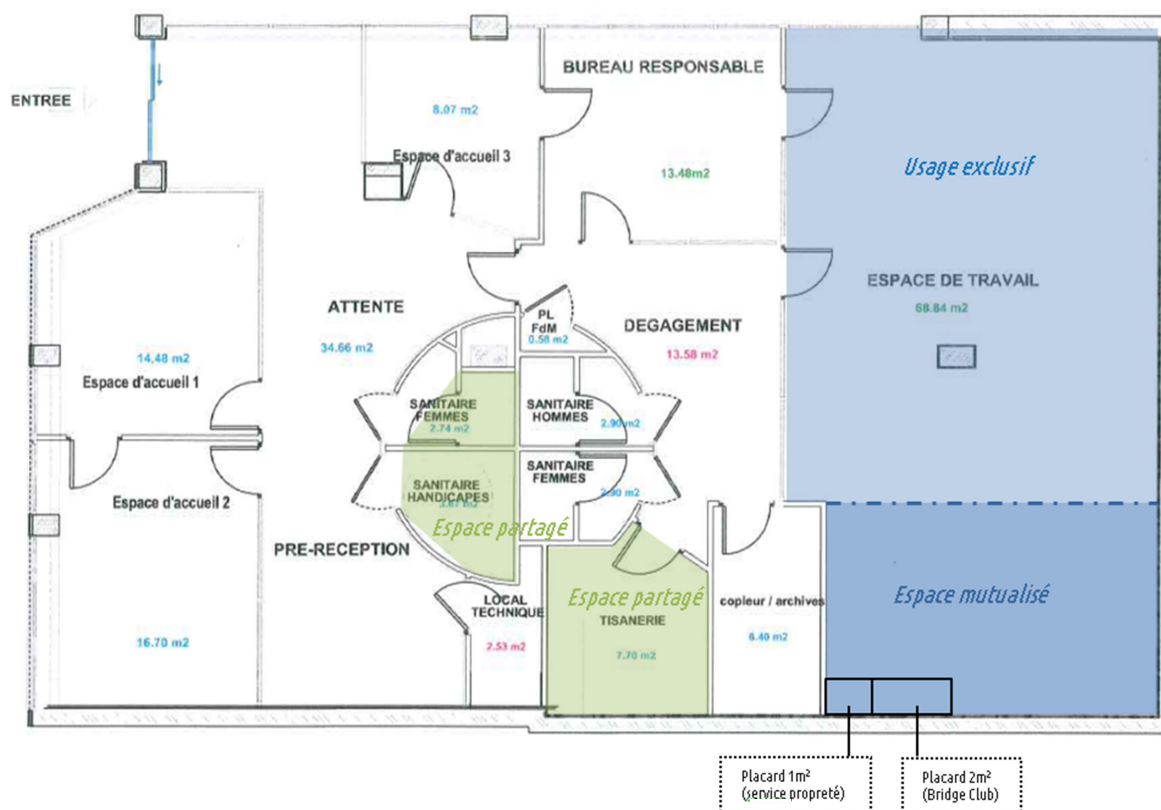 BUREAU RESPONSABLE
ENTREE
8.07 m2
Espace d'accueil 3
Usage exclusif
13.48m2
ESPACE DE TRAVAIL
68.84 m2
ATTENTE
34.66 m2
PL
FdM
0.58 m2
DEGAGEMENT
13.58 m2
14,48 m2
Espace d'accueil 1
SANITAIRE
FEMMES
2.74 m2
SANITAIRE
HOMMES
2.90 m2
SANITAIRE
FEMMES
2.90 m2
SANITAIRE
HANDICAPES
Espace d'accueil 2
Espace partagé
PRE-RECEPTION
LOCAL
TECHNIQUE
2.53 m2
Espace partagé
TISANERIE
7.70 m2
copieur / archives
6.40 m2
Espace mutualisé
16.70 m2
Placard 1m²
(service propreté)
Placard 2m²
(Bridge Club)